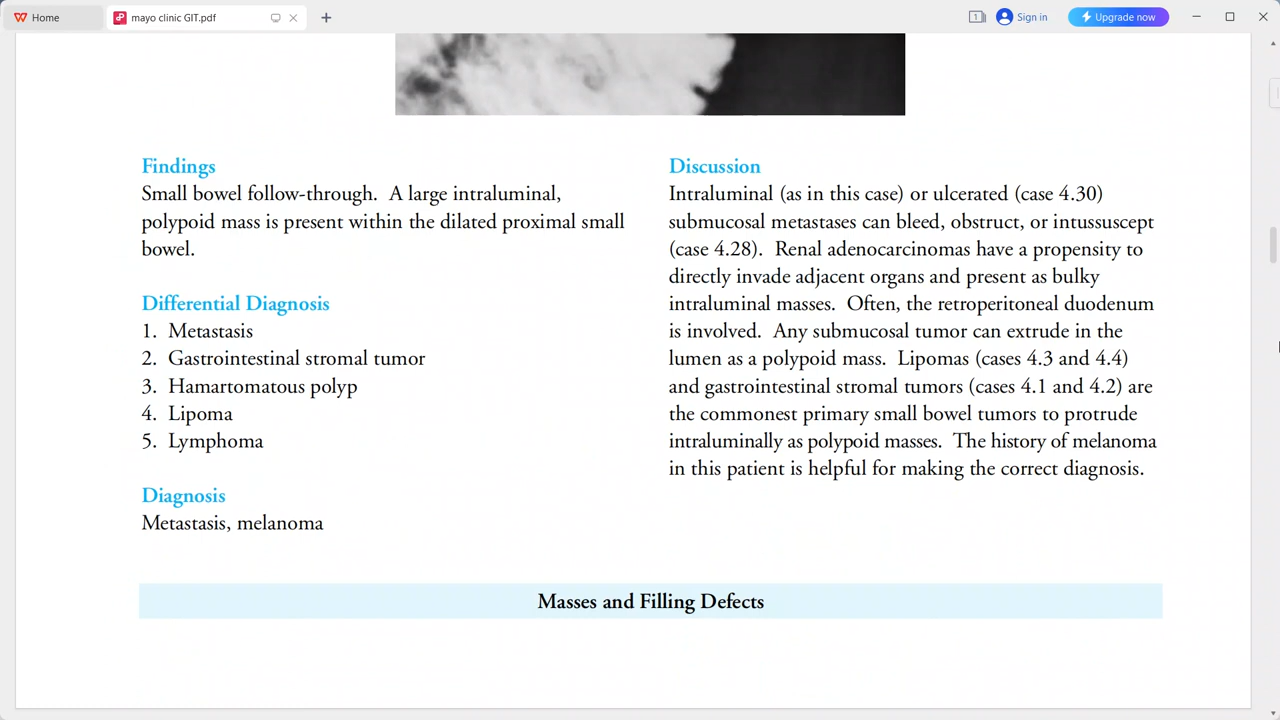 Home
mayo clinic GIT.pdf
1
Sign in
Upgrade now
Findings
Small bowel follow-through. A large intraluminal,
polypoid mass is present within the dilated proximal small
bowel.
Differential Diagnosis
1. Metastasis
2. Gastrointestinal stromal tumor
3. Hamartomatous polyp
4. Lipoma
5. Lymphoma
Diagnosis
Metastasis, melanoma
Discussion
Intraluminal (as in this case) or ulcerated (case 4.30)
submucosal metastases can bleed, obstruct, or intussuscept
(case 4.28). Renal adenocarcinomas have a propensity to
directly invade adjacent organs and present as bulky
intraluminal masses. Often, the retroperitoneal duodenum
is involved. Any submucosal tumor can extrude in the
lumen as a polypoid mass. Lipomas (cases 4.3 and 4.4)
and gastrointestinal stromal tumors (cases 4.1 and 4.2) are
the commonest primary small bowel tumors to protrude
intraluminally as polypoid masses. The history of melanoma
in this patient is helpful for making the correct diagnosis.
Masses and Filling Defects